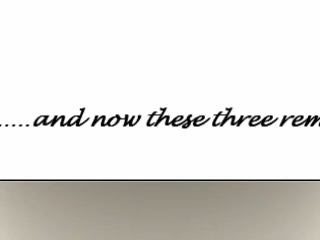 .....and now these three rem